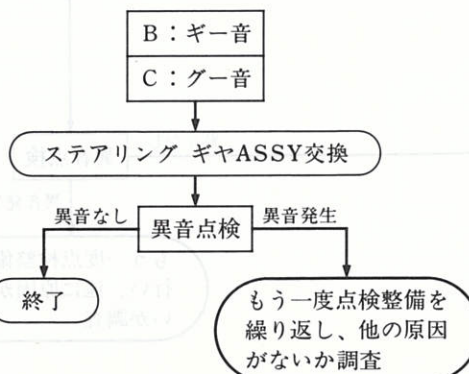 B：ギー音
C：グー音
ステアリング ギヤASSY交換
異音なし
異音点検
異音発生
終了
もう一度点検整備を
繰り返し、他の原因
がないか調査